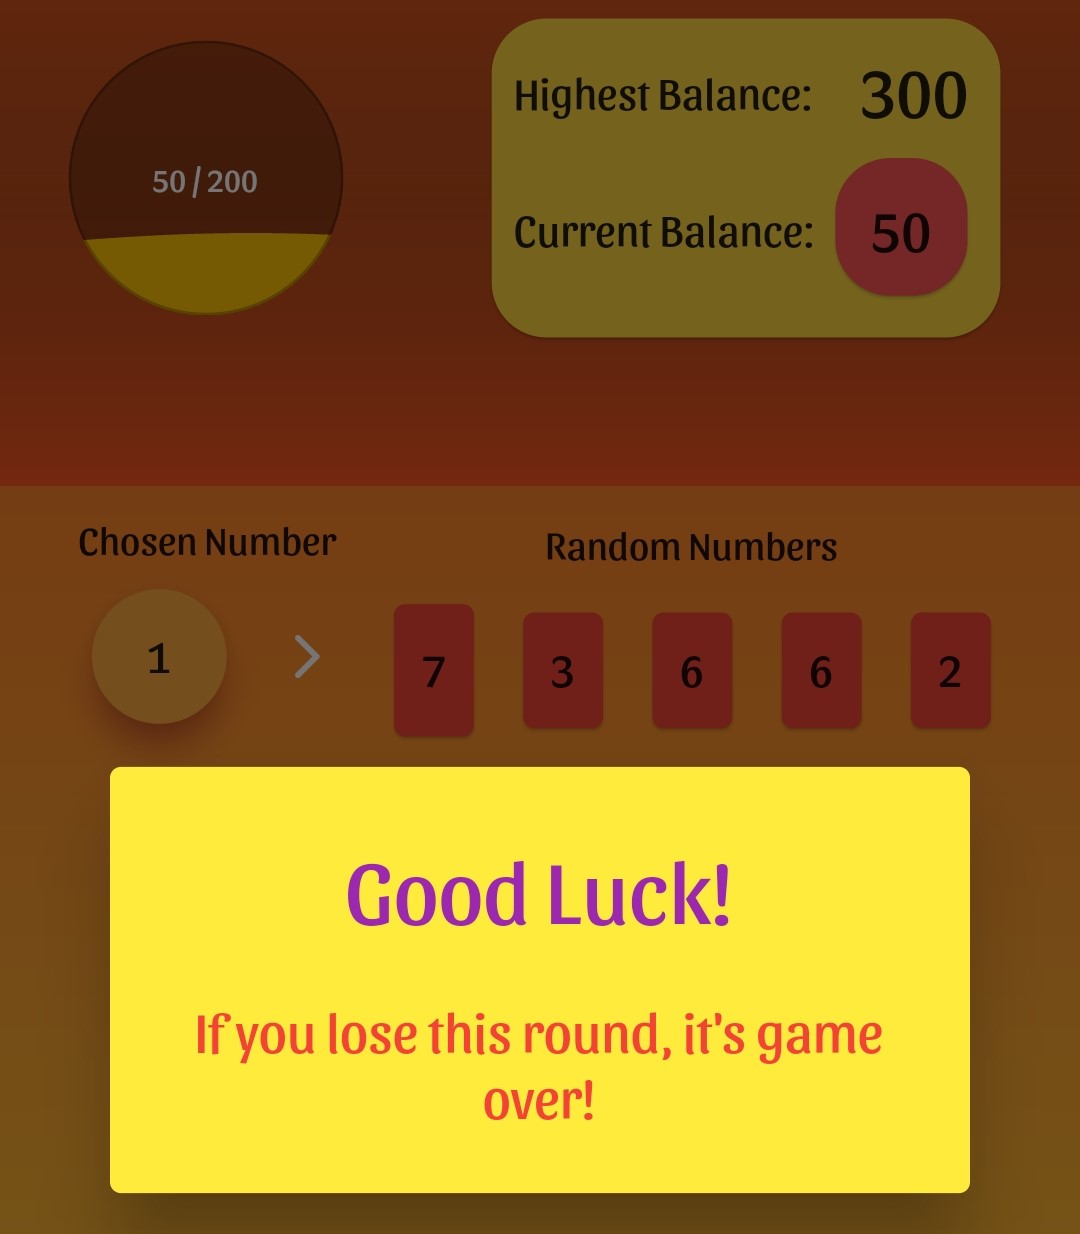 50/200
Highest Balance: 300
Current Balance: 50
Chosen Number
Random Numbers
1 7 3 6 6 2
Good Luck!
If you lose this round, it's game
over!